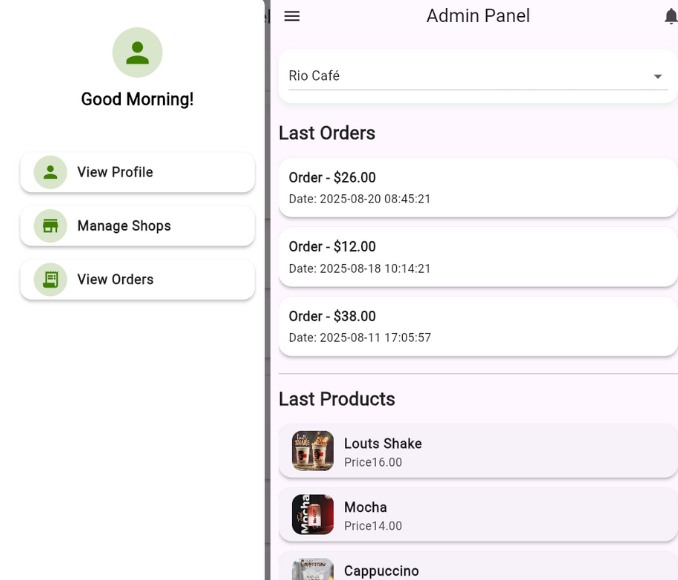 Good Morning!
View Profile
Manage Shops
View Orders
Admin Panel
Rio Café
Last Orders
Order - $26.00
Date: 2025-08-20 08:45:21
Order - $12.00
Date: 2025-08-18 10:14:21
Order - $38.00
Date: 2025-08-11 17:05:57
Last Products
Louts Shake
Price16.00
Mocha
Mocha
Price14.00
Cappuccino